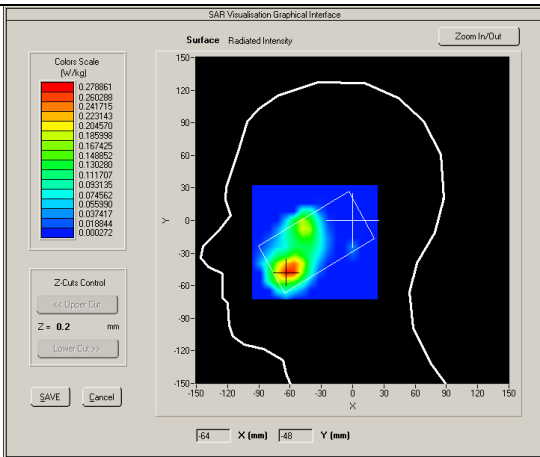 SAR Visualisation Graphical Interface
Surface Radiated Intensity
Zoom In/Out
Colors Scale
(W/kg)
0.278861
0.260288
0.241715
0.223143
0.204570
0.185998
0.167425
0.148852
0.130280
0.111707
0.093135
0.074562
0.055990
0.037417
0.018844
0.000272
Z-Cuts Control
<< Upper Cut
Z = 0.2 mm
Lower Cut >>
SAVE Cancel
150
120
90
60
30
0
-30
-60
-90
-120
-150
Y
-150 -120 -90 -60 -30 0 30 60 90 120 150
X
-64 X (mm) -48 Y (mm)